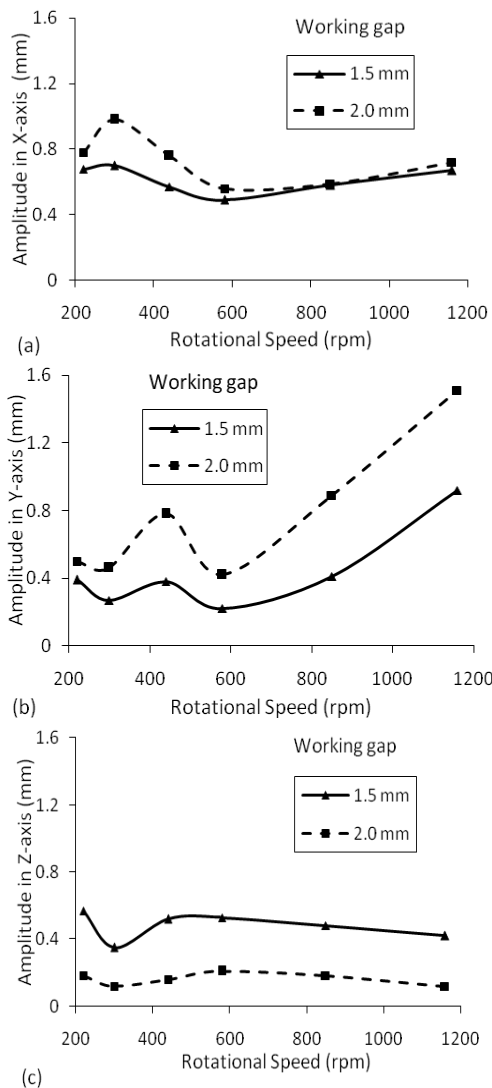 1.6
Working gap
1.5 mm
2.0 mm
1.2
0.8
0.4
0
Amplitude in X-axis (mm)
200 400 600 800 1000 1200
Rotational Speed (rpm)
(a)
1.6
Working gap
1.5 mm
2.0 mm
1.2
0.8
0.4
0
Amplitude in Y-axis (mm)
200 400 600 800 1000 1200
Rotational Speed (rpm)
(b)
1.6
Working gap
1.5 mm
2.0 mm
1.2
0.8
0.4
0
Amplitude in Z-axis (mm)
200 400 600 800 1000 1200
Rotational Speed (rpm)
(c)